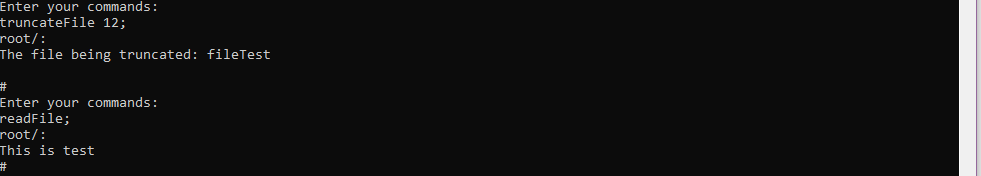 Enter your commands:
truncateFile 12;
root/:
The file being truncated: fileTest
#
Enter your commands:
readFile;
root/:
This is test
#